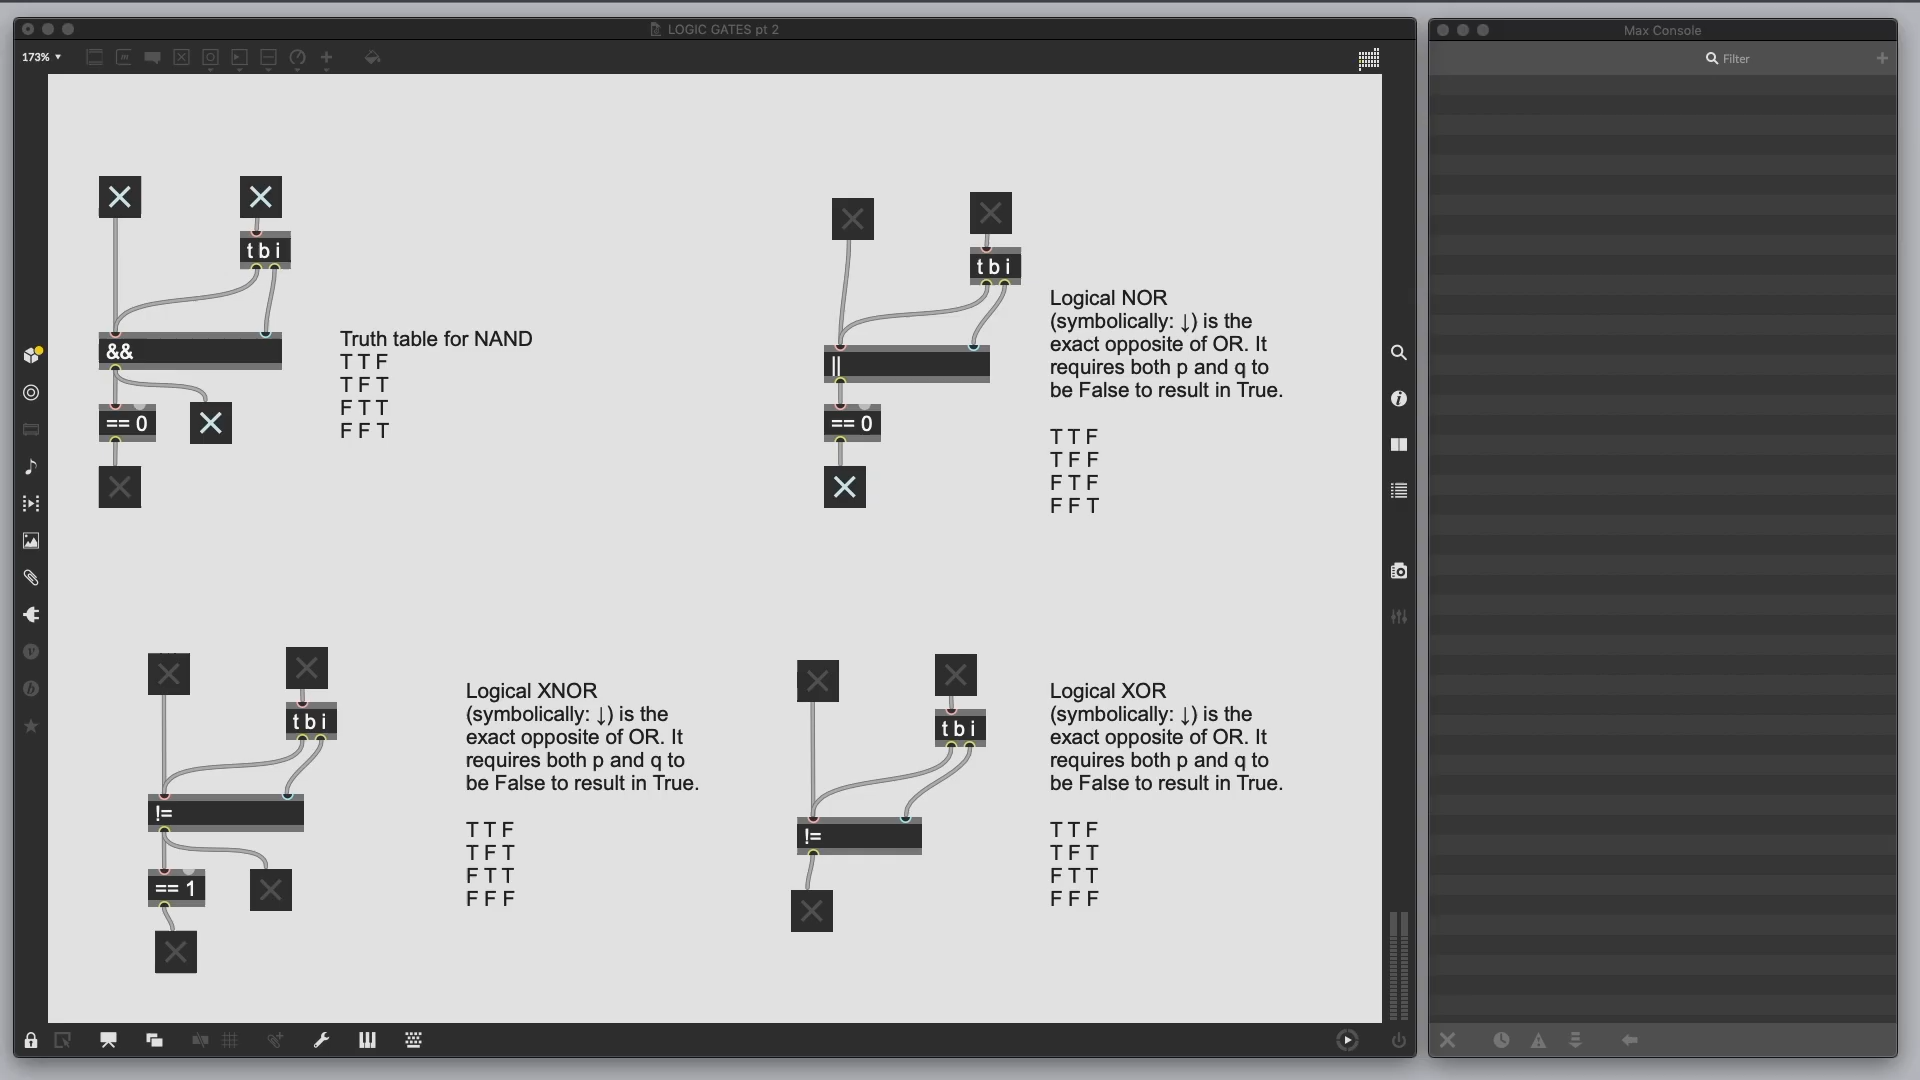 LOGIC GATES pt 2
Max Console
173%
Filter
t b i
&&
== 0
Truth table for NAND
T T F
T F T
F T T
F F T
t b i
||
== 0
Logical NOR
(symbolically: ↓) is the
exact opposite of OR. It
requires both p and q to
be False to result in True.
T T F
T F F
F T F
F F T
t b i
!=
== 1
Logical XNOR
(symbolically: ↓) is the
exact opposite of OR. It
requires both p and q to
be False to result in True.
T T F
T F T
F T T
F F F
t b i
!=
Logical XOR
(symbolically: ↓) is the
exact opposite of OR. It
requires both p and q to
be False to result in True.
T T F
T F T
F T T
F F F